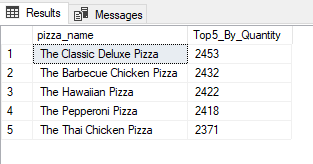 Results Messages
pizza_name Top5_By_Quantity
1 The Classic Deluxe Pizza 2453
2 The Barbecue Chicken Pizza 2432
3 The Hawaiian Pizza 2422
4 The Pepperoni Pizza 2418
5 The Thai Chicken Pizza 2371